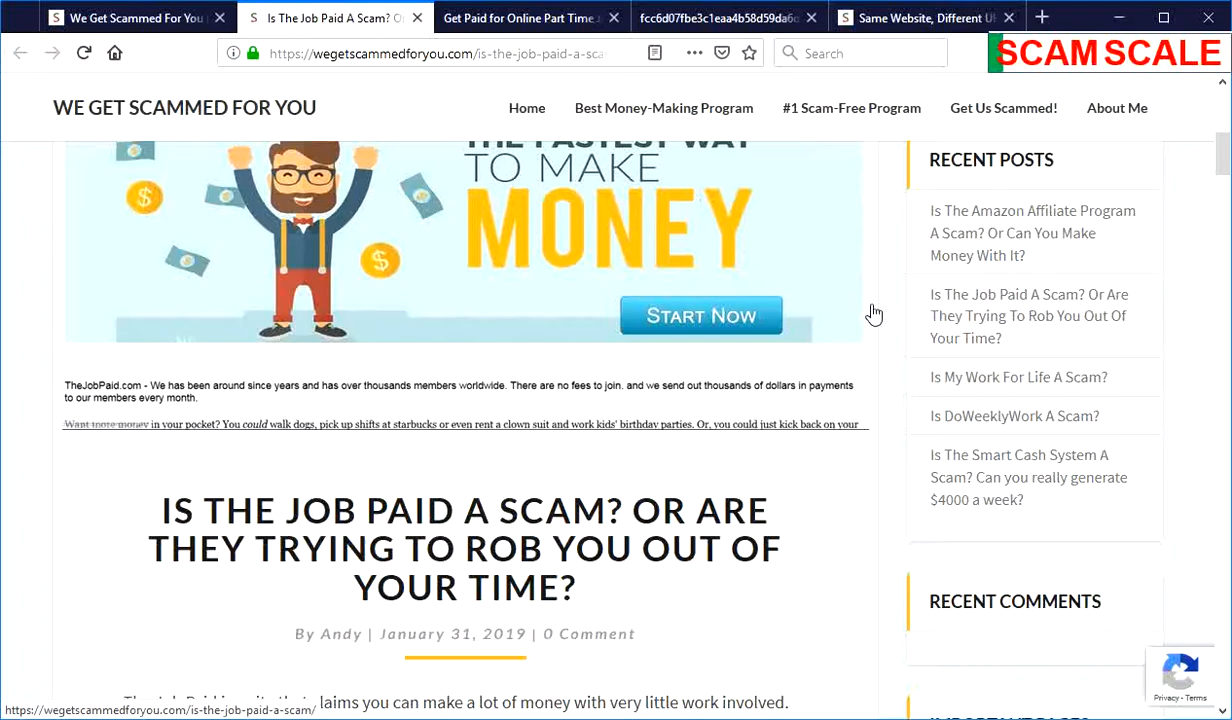 We Get Scammed For You
Is The Job Paid A Scam? O
Get Paid for Online Part Time
fcc6d07fbe3c1eaa4b58d59da6
Same Website, Different U
https://wegetscammedforyou.com/is-the-job-paid-a-sca
Search
SCAM SCALE
WE GET SCAMMED FOR YOU
Home
Best Money-Making Program
#1 Scam-Free Program
Get Us Scammed!
About Me
THE FASTEST WAY
TO MAKE
MONEY
START NOW
TheJobPaid.com - We has been around since years and has over thousands members worldwide. There are no fees to join. and we send out thousands of dollars in payments
to our members every month.
Want more money in your pocket? You could walk dogs, pick up shifts at starbucks or even rent a clown suit and work kids' birthday parties. Or, you could just kick back on your
IS THE JOB PAID A SCAM? OR ARE
THEY TRYING TO ROB YOU OUT OF
YOUR TIME?
By Andy | January 31, 2019 | 0 Comment
laims you can make a lot of money with very little work involved.
RECENT POSTS
Is The Amazon Affiliate Program
A Scam? Or Can You Make
Money With It?
Is The Job Paid A Scam? Or Are
They Trying To Rob You Out Of
Your Time?
Is My Work For Life A Scam?
Is DoWeeklyWork A Scam?
Is The Smart Cash System A
Scam? Can you really generate
$4000 a week?
RECENT COMMENTS
Privacy - Terms
https://wegetscammedforyou.com/is-the-job-paid-a-scam/